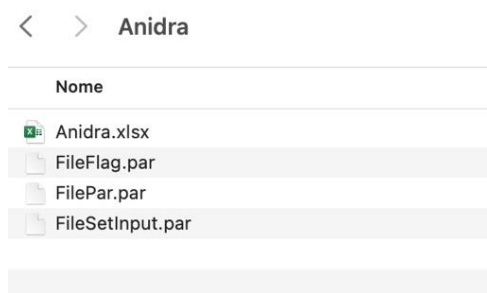 Anidra
Nome
Anidra.xlsx
FileFlag.par
FilePar.par
FileSetInput.par